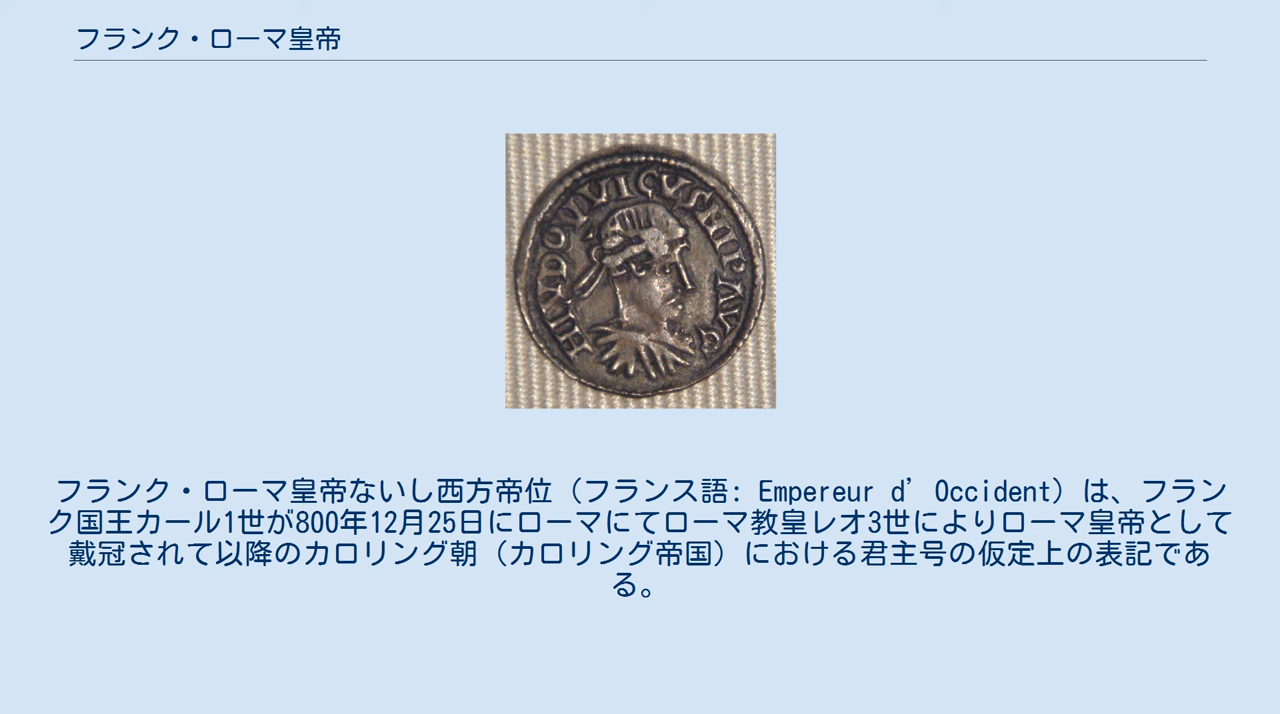 フランク・ローマ皇帝
HLVDOVVICVS IMP AVG
フランク・ローマ皇帝ないし西方帝位（フランス語: Empereur d’Occident）は、フラン
ク国王カール1世が800年12月25日にローマにてローマ教皇レオ3世によりローマ皇帝として
戴冠されて以降のカロリング朝（カロリング帝国）における君主号の仮定上の表記であ
る。